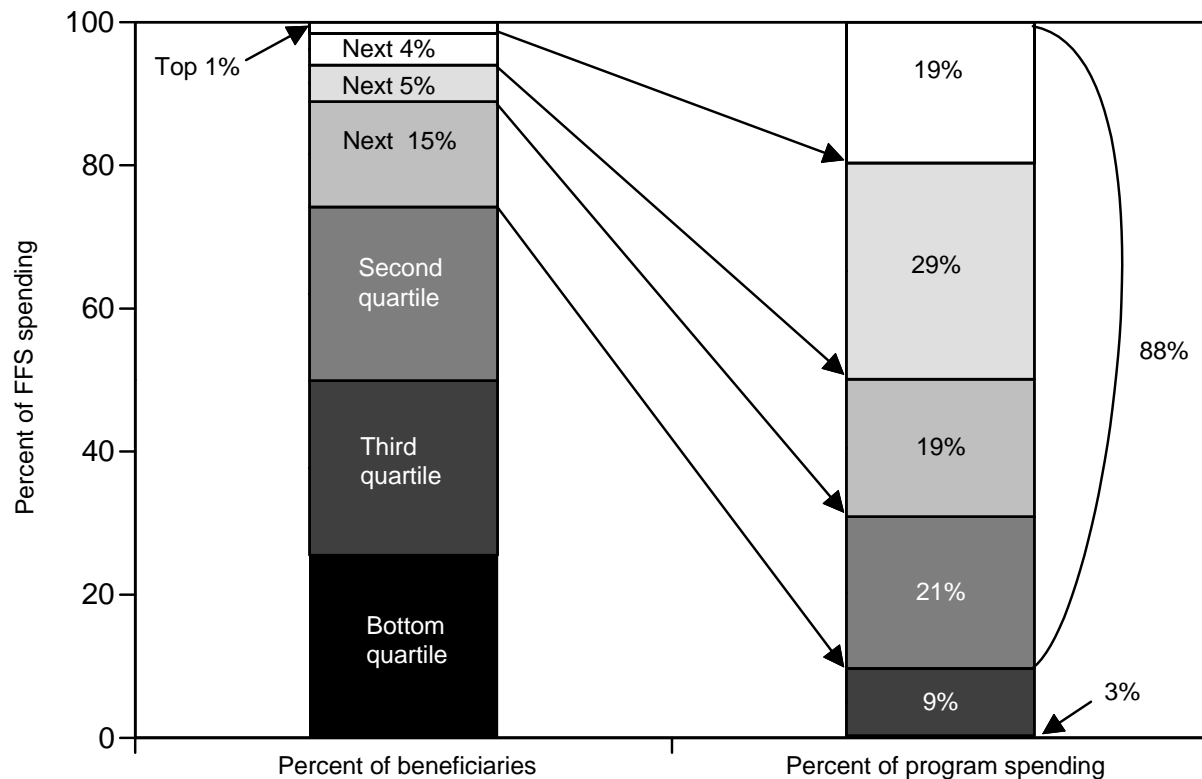 100
80
60
40
20
0
Percent of FFS spending
Top 1%
Next 4%
Next 5%
Next 15%
Second
quartile
Third
quartile
Bottom
quartile
19%
29%
19%
21%
9%
88%
3%
Percent of beneficiaries
Percent of program spending